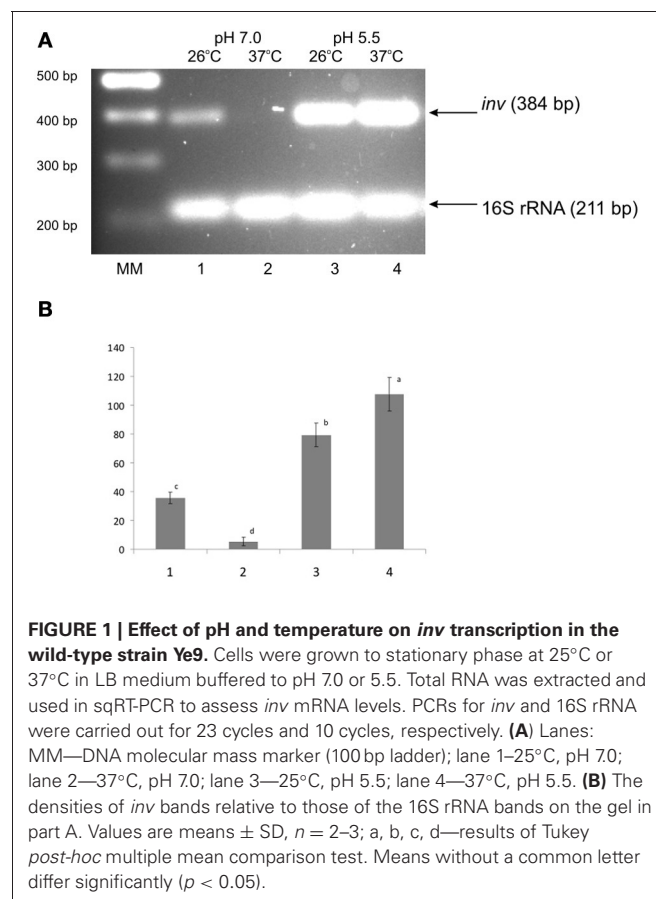 A
pH 7.0 pH 5.5
26°C 37°C 26°C 37°C
500 bp
400 bp
300 bp
200 bp
inv (384 bp)
16S rRNA (211 bp)
MM 1 2 3 4
B
140
120
100
80
60
40
20
0
c
d
b
a
1 2 3 4
FIGURE 1 | Effect of pH and temperature on inv transcription in the
wild-type strain Ye9. Cells were grown to stationary phase at 25°C or
37°C in LB medium buffered to pH 7.0 or 5.5. Total RNA was extracted and
used in sqRT-PCR to assess inv mRNA levels. PCRs for inv and 16S rRNA
were carried out for 23 cycles and 10 cycles, respectively. (A) Lanes:
MM—DNA molecular mass marker (100 bp ladder); lane 1–25°C, pH 7.0;
lane 2—37°C, pH 7.0; lane 3—25°C, pH 5.5; lane 4—37°C, pH 5.5. (B) The
densities of inv bands relative to those of the 16S rRNA bands on the gel in
part A. Values are means ± SD, n = 2–3; a, b, c, d—results of Tukey
post-hoc multiple mean comparison test. Means without a common letter
differ significantly (p < 0.05).